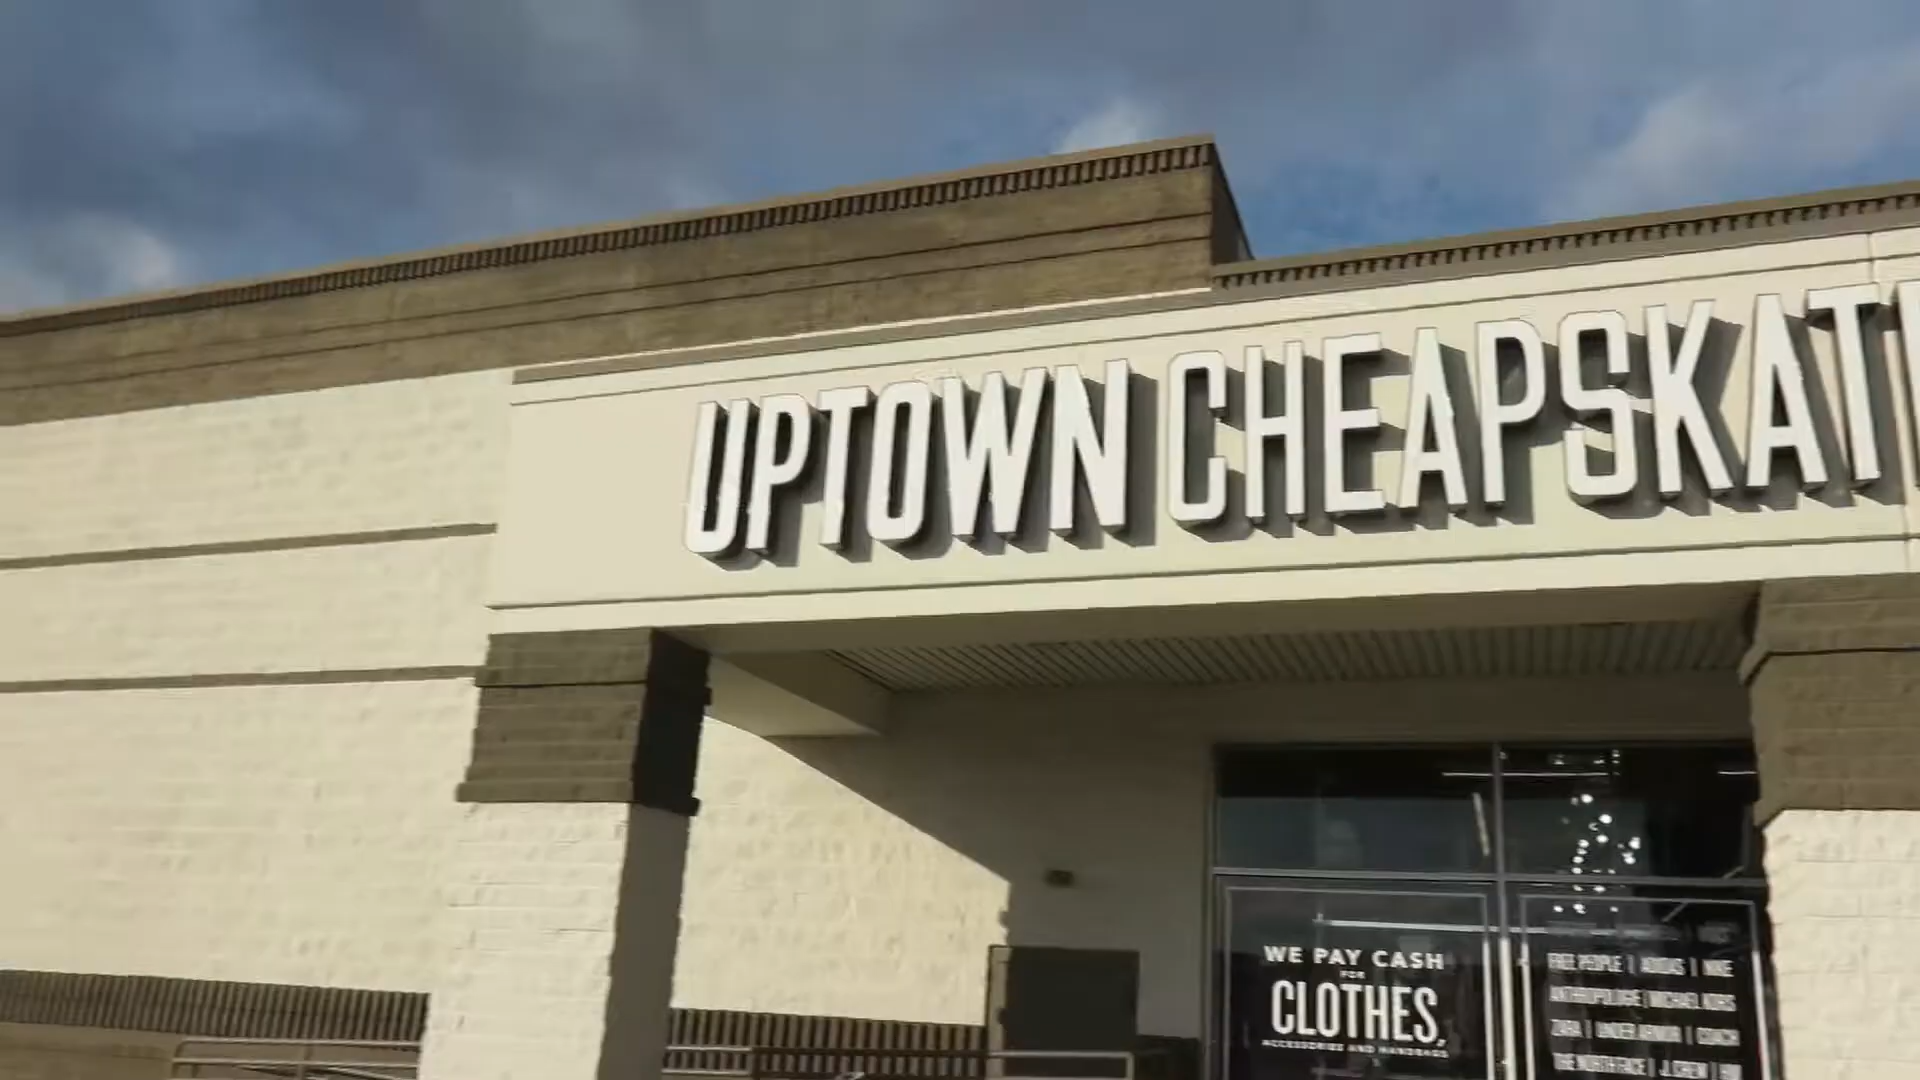 UPTOWN CHEAPSKAT
WE PAY CASH
FOR
CLOTHES,
ACCESSORIES AND HANDBAGS
FREE PEOPLE | ADIDAS | NIKE
ANTHROPOLOGIE | MICHAEL KORS
ZARA | UNDER ARMOUR | COACH
THE NORTH FACE | J.CREW | HM